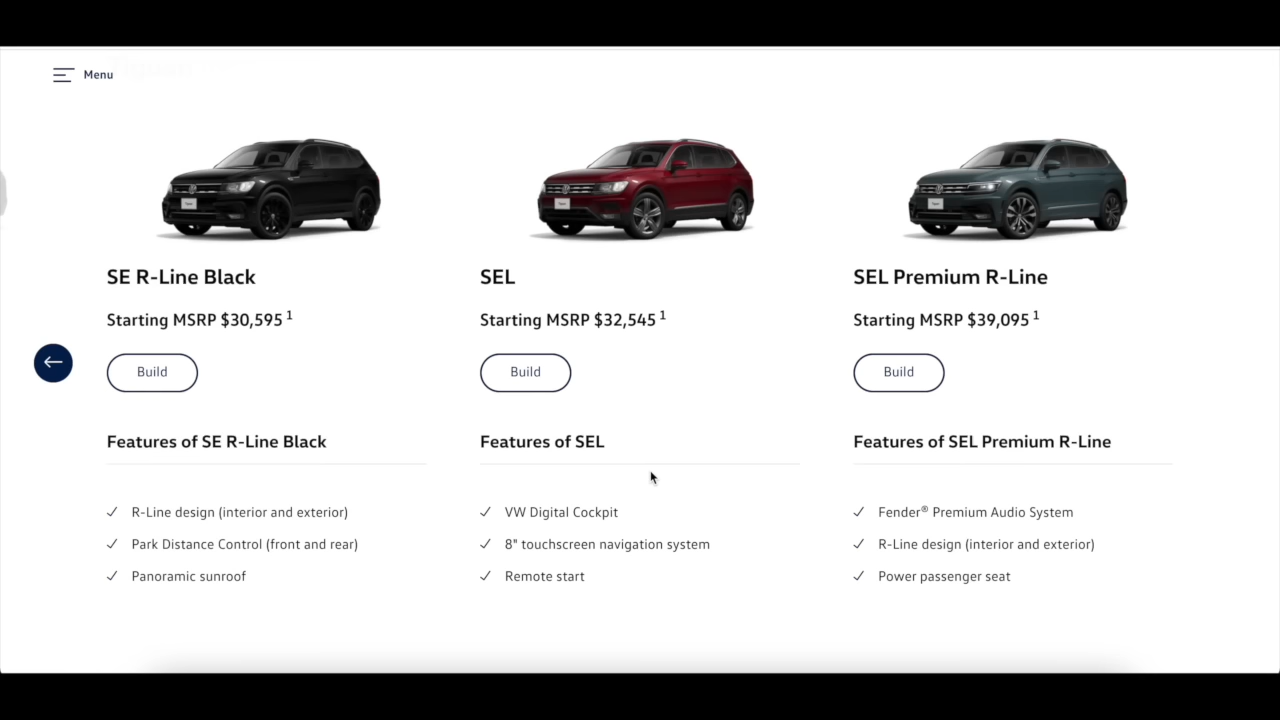 Menu
SE R-Line Black
Starting MSRP $30,595 1
Build
Features of SE R-Line Black
R-Line design (interior and exterior)
Park Distance Control (front and rear)
Panoramic sunroof
SEL
Starting MSRP $32,545 1
Build
Features of SEL
VW Digital Cockpit
8" touchscreen navigation system
Remote start
SEL Premium R-Line
Starting MSRP $39,095 1
Build
Features of SEL Premium R-Line
Fender® Premium Audio System
R-Line design (interior and exterior)
Power passenger seat